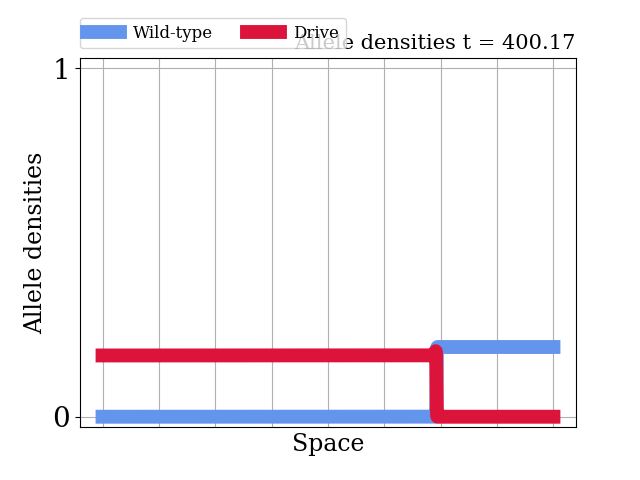 Wild-type
Drive
Allele densities t = 400.17
1
0
Allele densities
Space